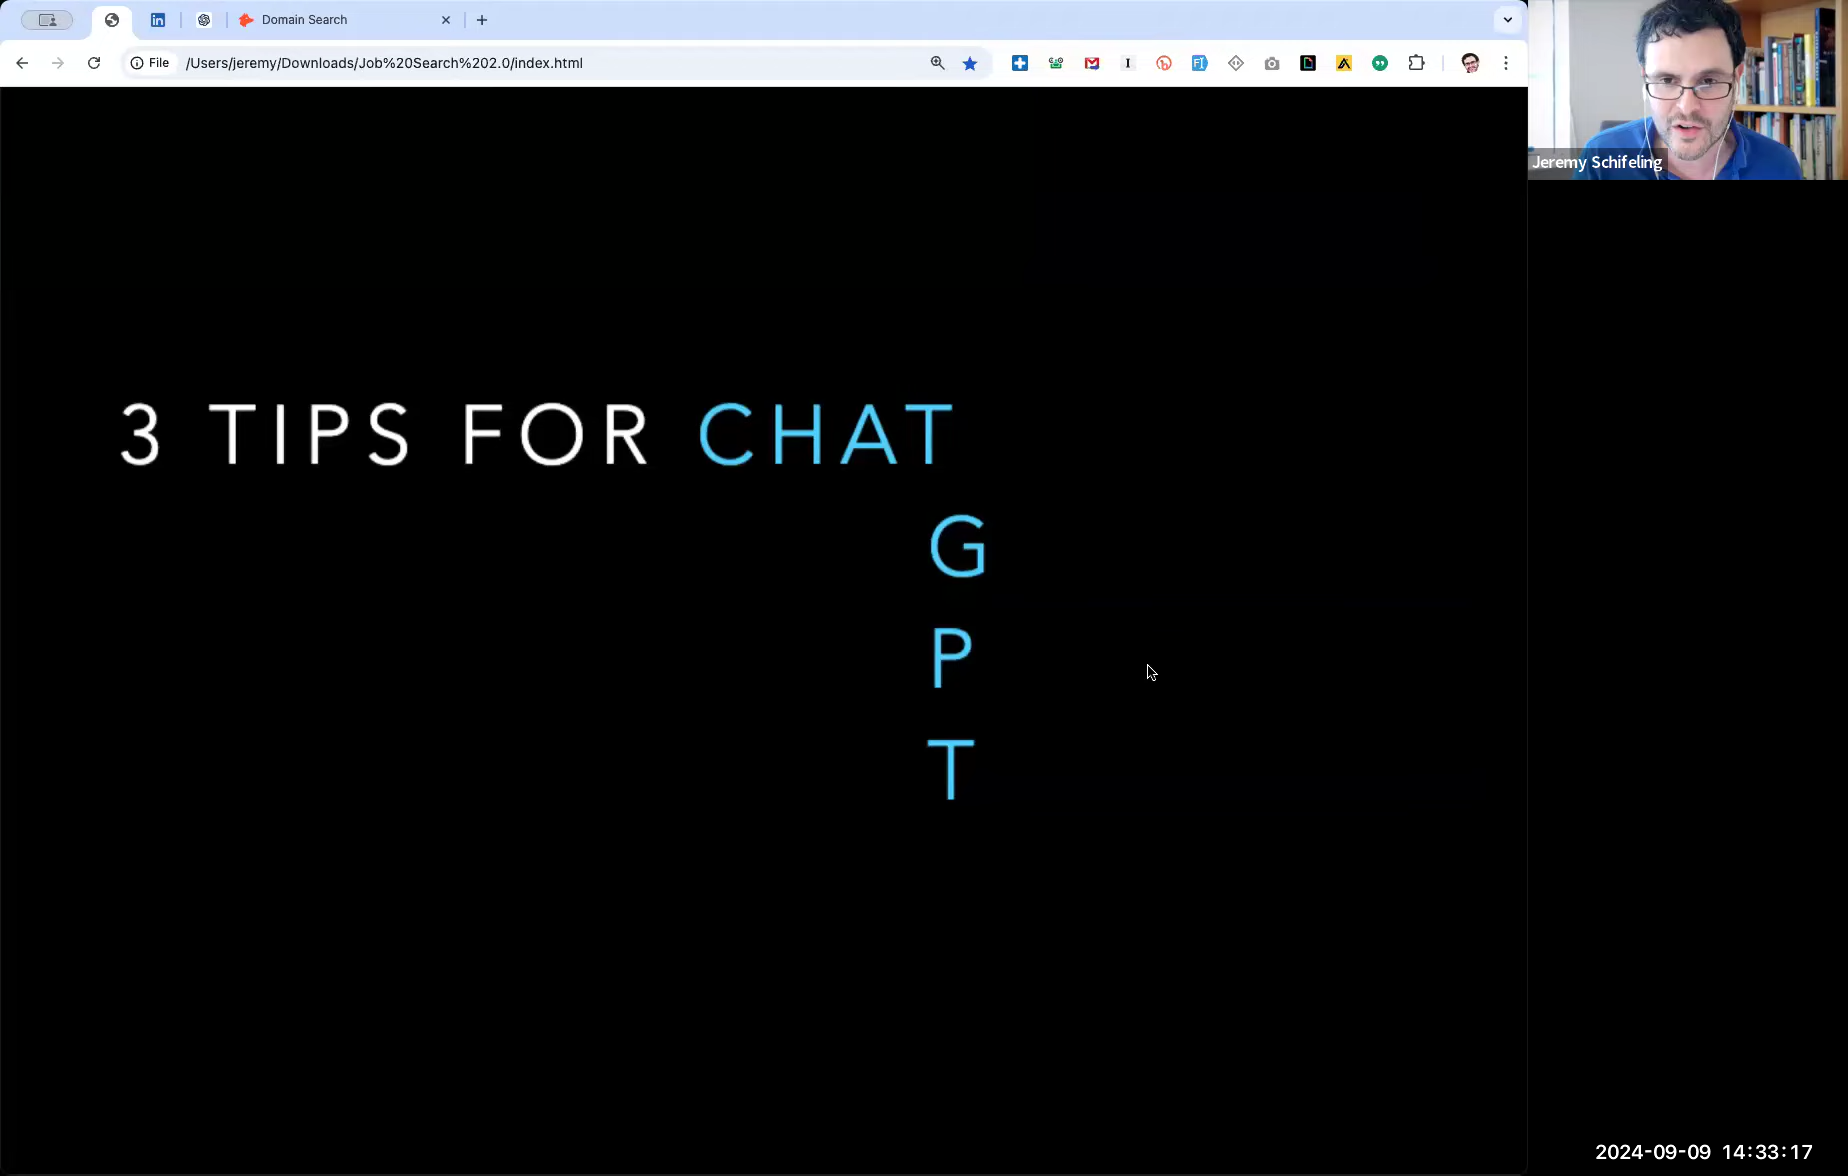 Domain Search
File
/Users/jeremy/Downloads/Job%20Search%202.0/index.html
Jeremy Schifeling
3 TIPS FOR CHAT
G
P
T
2024-09-09 14:33:17